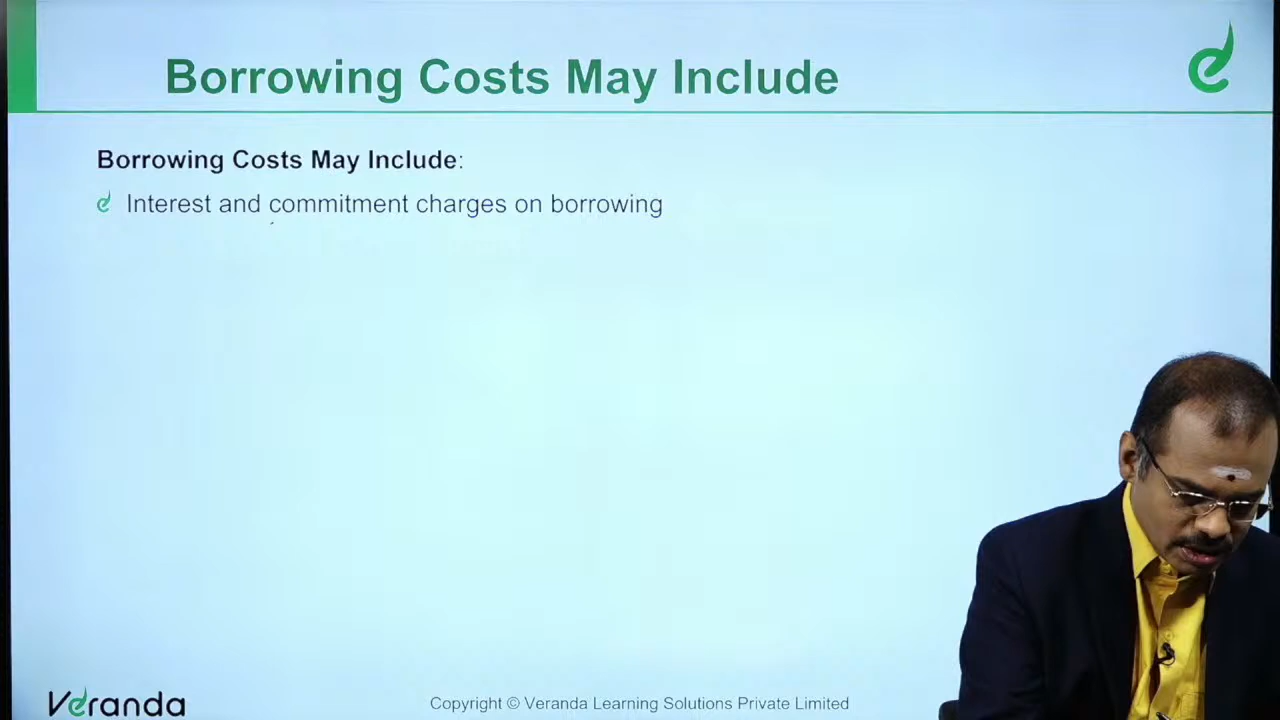 Borrowing Costs May Include
Borrowing Costs May Include:
Interest and commitment charges on borrowing
Veranda
Copyright © Veranda Learning Solutions Private Limited